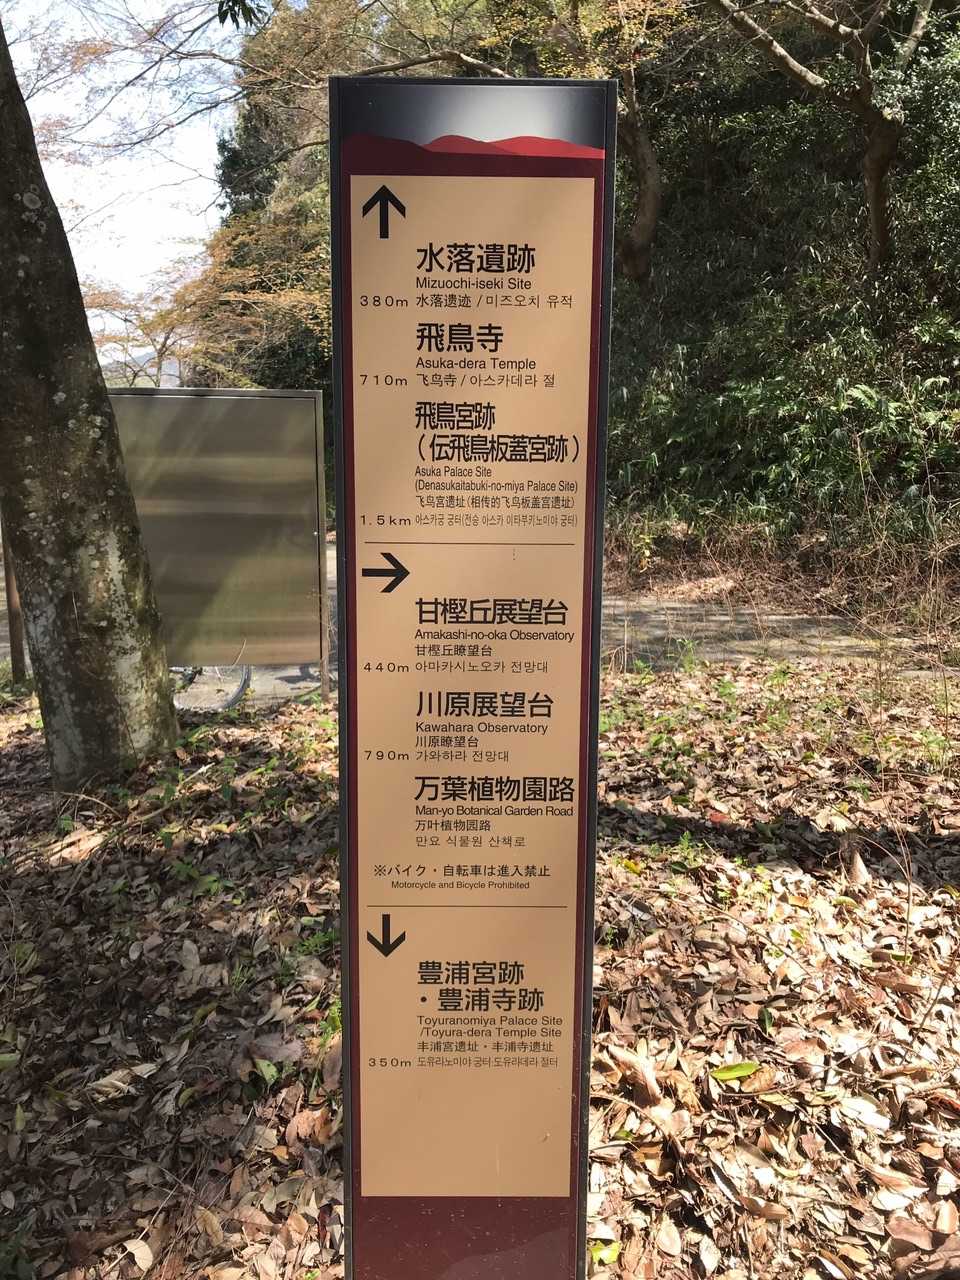 ↑
水落遺跡
Mizuochi-iseki Site
380m 水落遗迹 / 미즈오치 유적
飛鳥寺
Asuka-dera Temple
710m 飞鸟寺 / 아스카데라 절
飛鳥宮跡
(伝飛鳥板蓋宮跡)
Asuka Palace Site
(Denasukaitabuki-no-miya Palace Site)
飞鸟宫遗址(相传的飞鸟板盖宫遗址)
1.5km 아스카궁 궁터(전승 아스카 이타부키노미야 궁터)
→
甘樫丘展望台
Amakashi-no-oka Observatory
甘樫丘瞭望台
440m 아마카시노오카 전망대
川原展望台
Kawahara Observatory
川原瞭望台
790m 가와하라 전망대
万葉植物園路
Man-yo Botanical Garden Road
万叶植物园路
만요 식물원 산책로
※バイク・自転車は進入禁止
Motorcycle and Bicycle Prohibited
↓
豊浦宮跡
・豊浦寺跡
Toyuranomiya Palace Site
/Toyura-dera Temple Site
丰浦宫遗址・丰浦寺遗址
350m 도유라노미야 궁터·도유라데라 절터